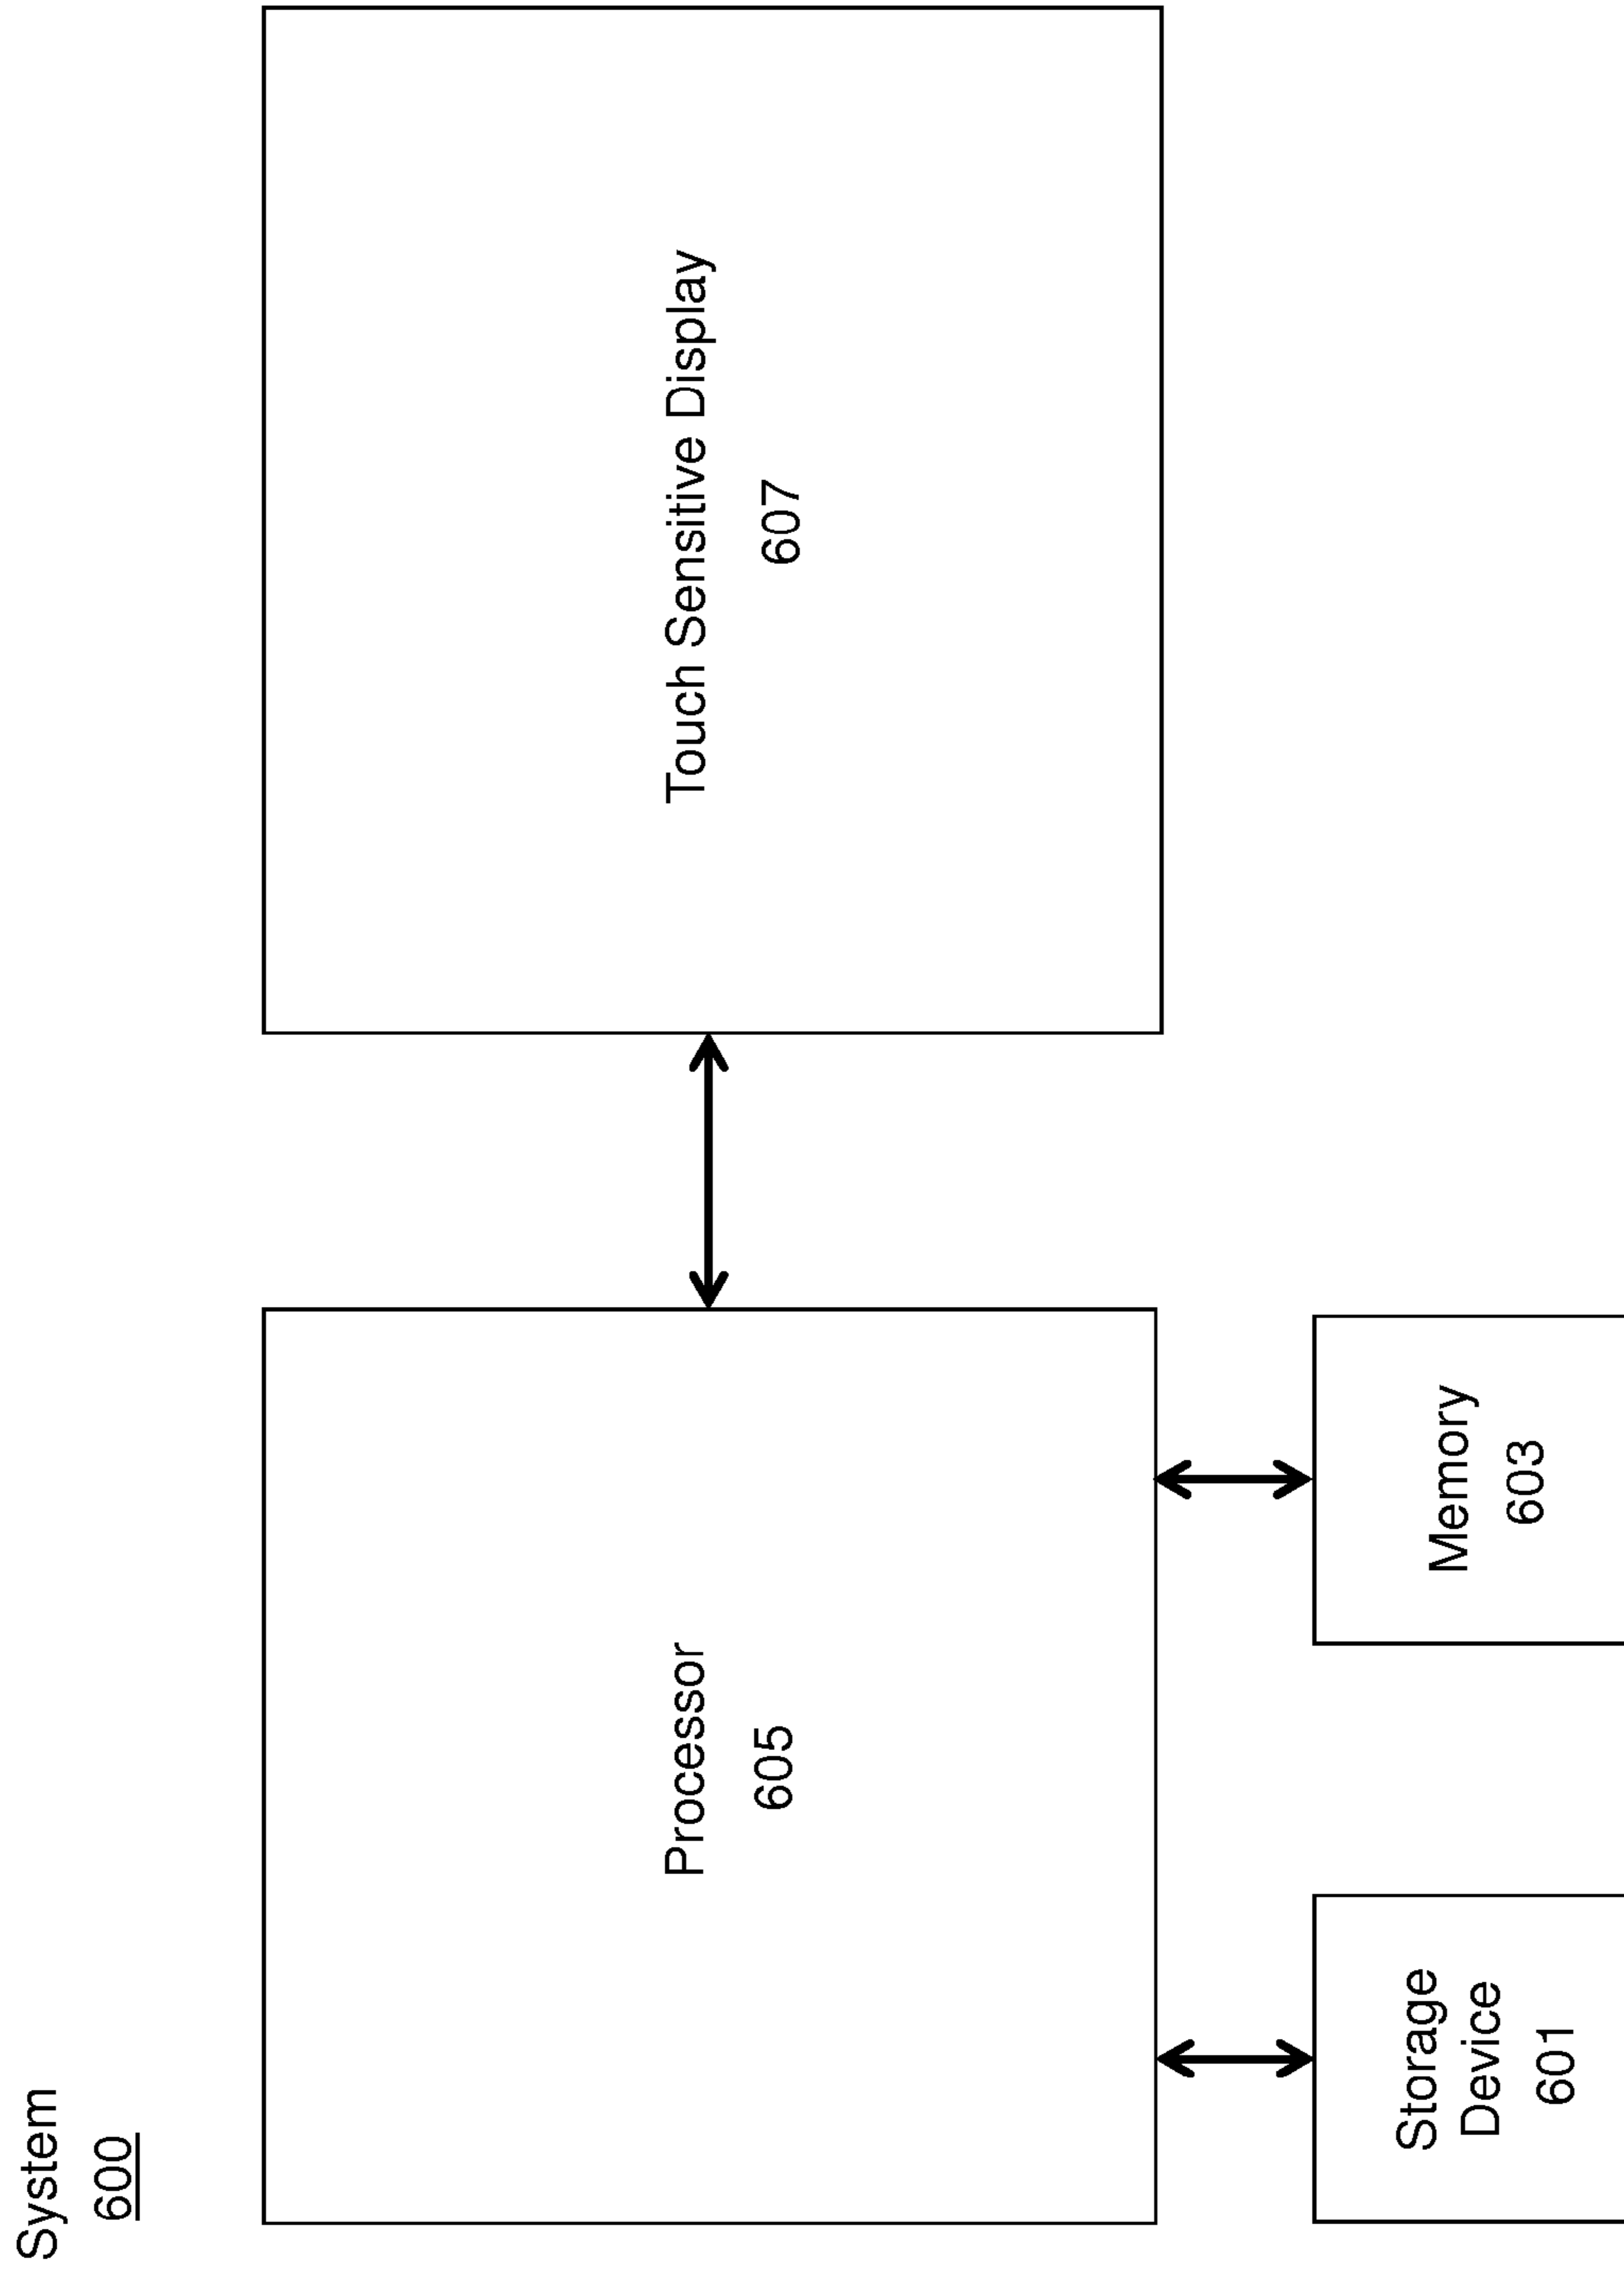 System
600
Processor
605
Touch Sensitive Display
607
Storage
Device
601
Memory
603